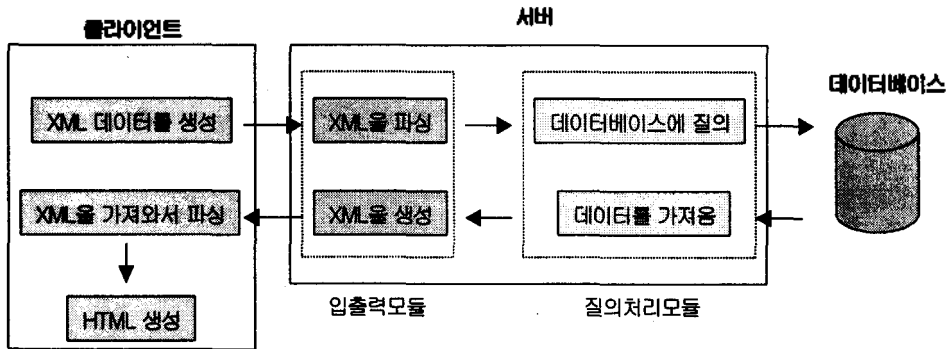 클라이언트
서버
데이터베이스
XML 데이터를 생성
XML을 파싱
데이터베이스에 질의
XML을 가져와서 파싱
XML을 생성
데이터를 가져옴
HTML 생성
입출력모듈
질의처리모듈